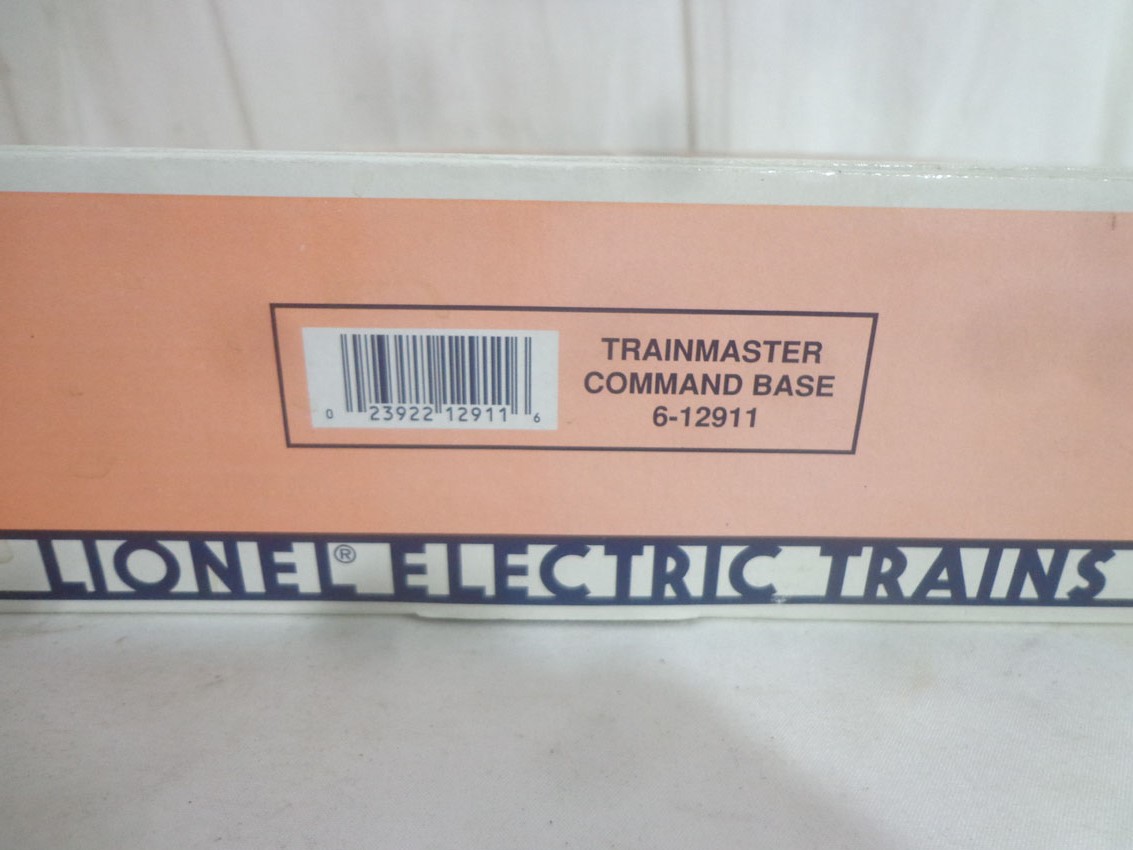 TRAINMASTER
COMMAND BASE
6-12911
0 23922 12911 6
LIONEL® ELECTRIC TRAINS